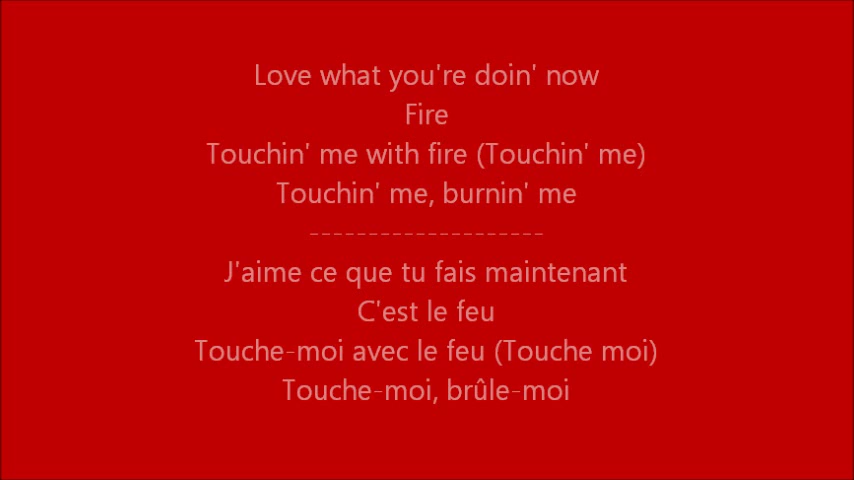 Love what you're doin' now
Fire
Touchin' me with fire (Touchin' me)
Touchin' me, burnin' me
--------------------
J'aime ce que tu fais maintenant
C'est le feu
Touche-moi avec le feu (Touche moi)
Touche-moi, brûle-moi